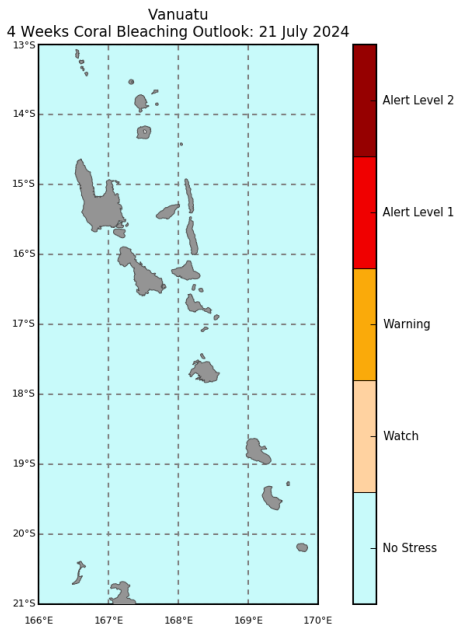 Vanuatu
4 Weeks Coral Bleaching Outlook: 21 July 2024
13°S
14°S
15°S
16°S
17°S
18°S
19°S
20°S
21°S
166°E 167°E 168°E 169°E 170°E
Alert Level 2
Alert Level 1
Warning
Watch
No Stress